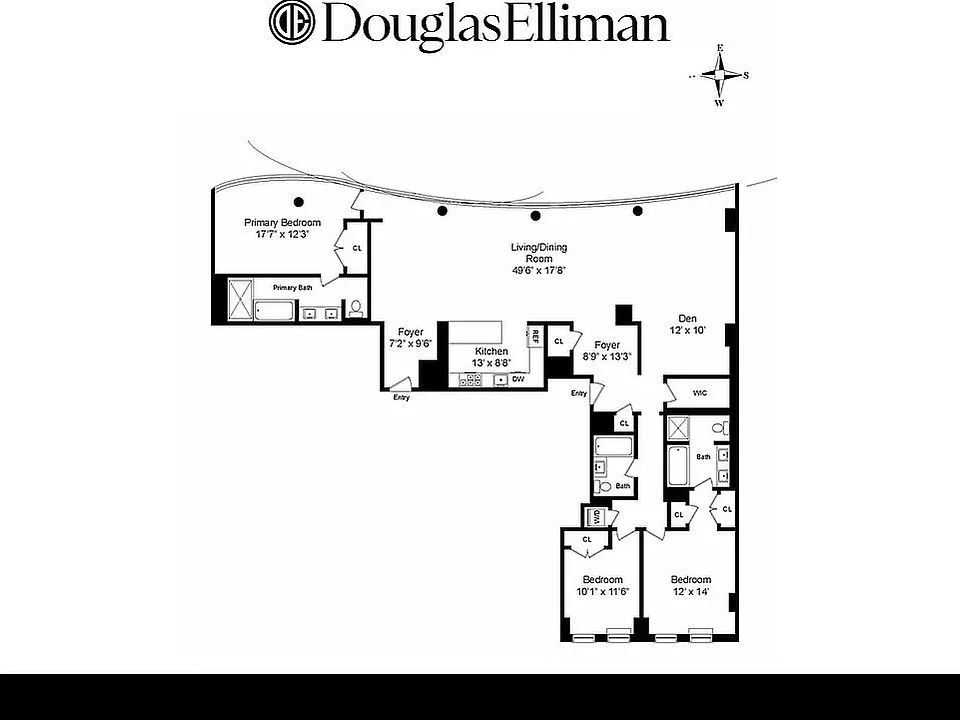 DE DouglasElliman
E
S
W
Primary Bedroom
17'7" x 12'3"
CL
Living/Dining
Room
49'6" x 17'8"
Primary Bath
Foyer
7'2" x 9'6"
Kitchen
13' x 8'8"
REF
DW
CL
Foyer
8'9" x 13'3"
Den
12' x 10'
Entry
Entry
WIC
CL
Bath
Bath
W/D
CL
CL
CL
Bedroom
10'1" x 11'6"
Bedroom
12' x 14'